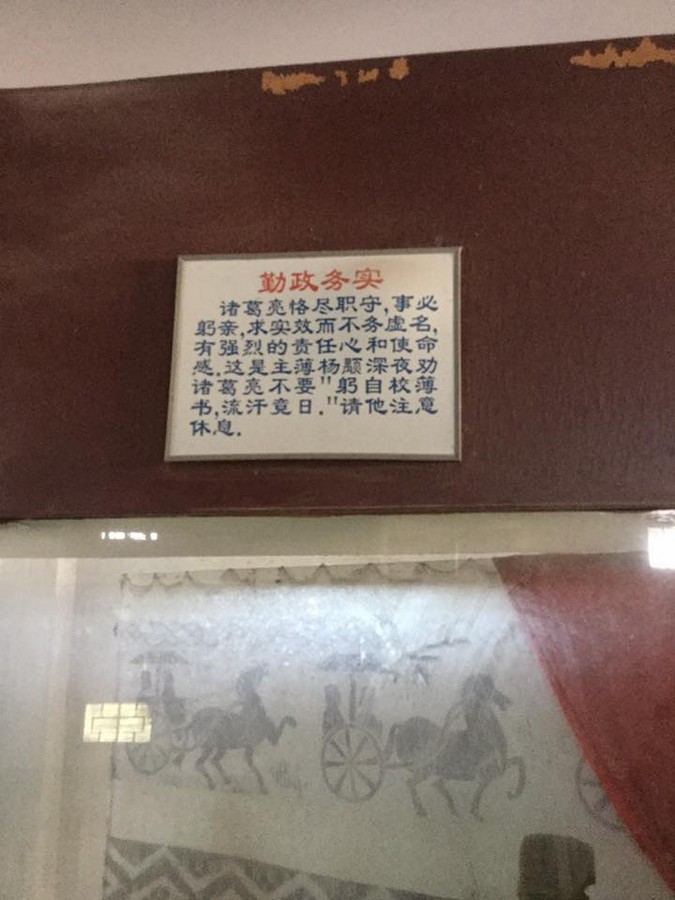 勤政务实
诸葛亮恪尽职守,事必
躬亲,求实效而不务虚名,
有强烈的责任心和使命
感.这是主薄杨颙深夜劝
诸葛亮不要"躬自校薄
书,流汗竟日."请他注意
休息.